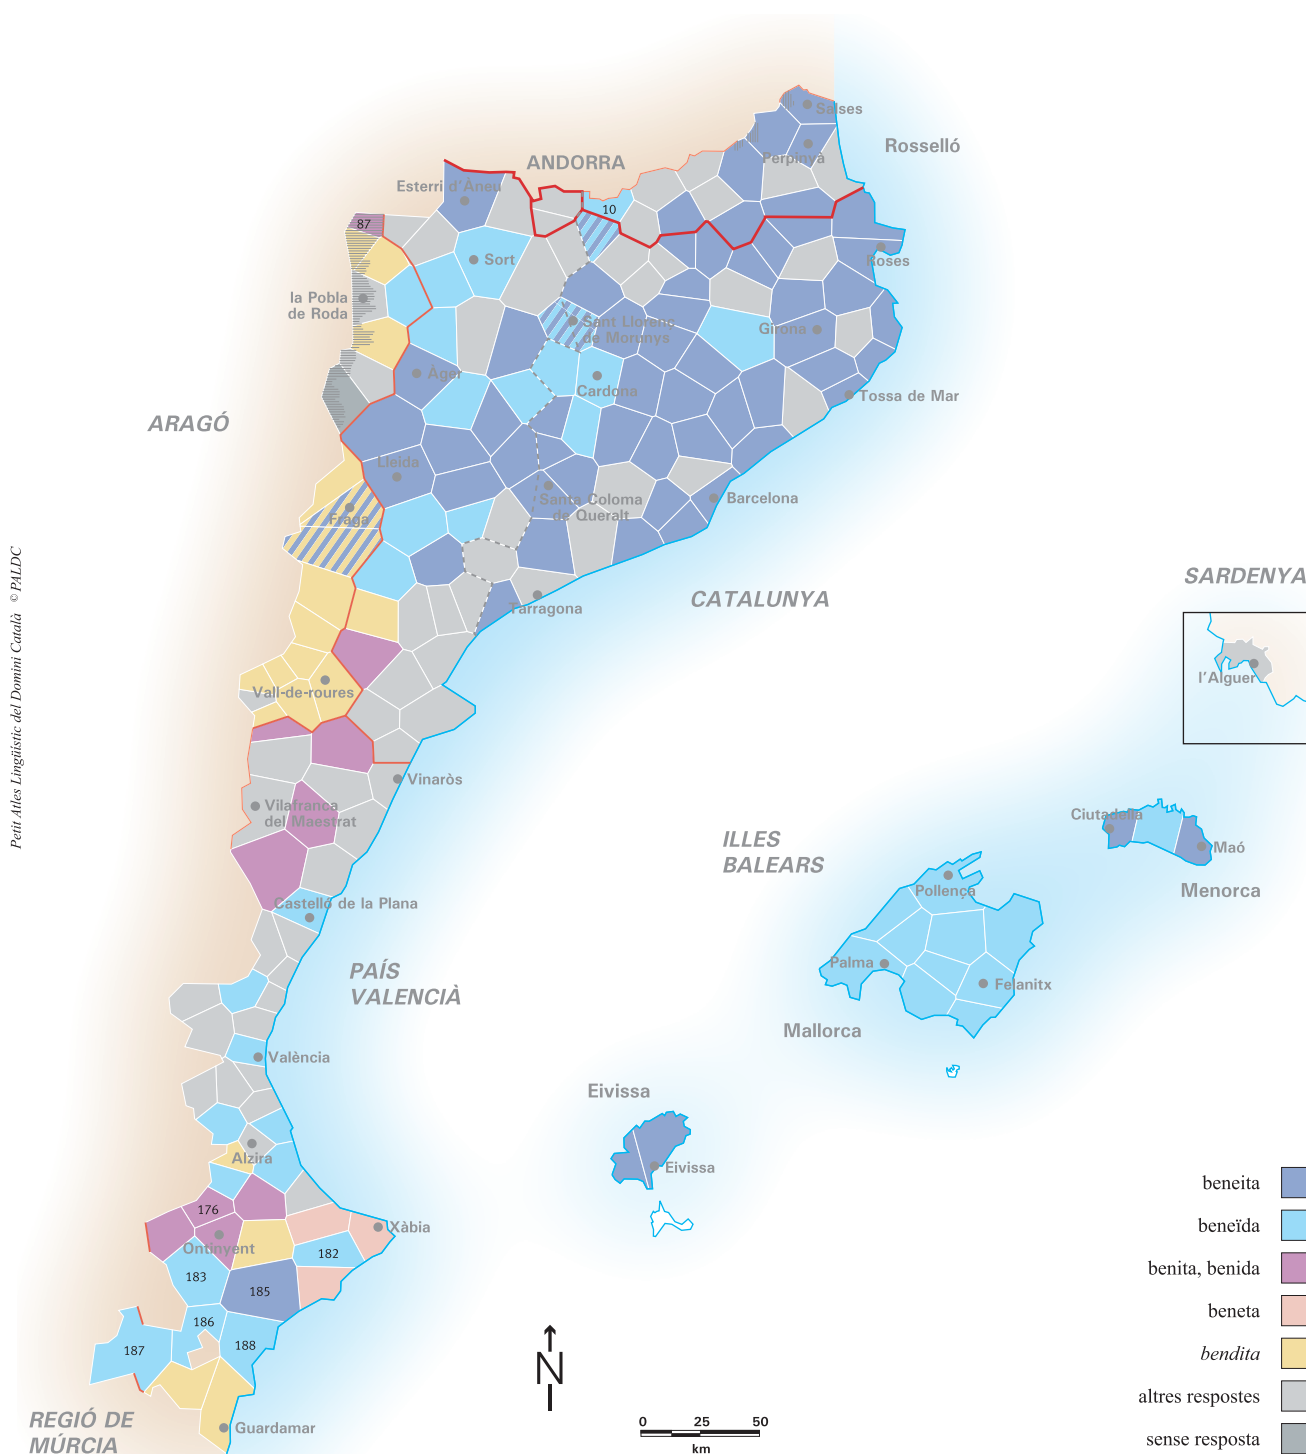 Salses
Rosselló
Perpinyà
ANDORRA
Esterri d'Àneu
10
87
Sort
Roses
la Pobla
de Roda
Sant Llorenç
de Morunys
Girona
Àger
Cardona
Tossa de Mar
ARAGÓ
Lleida
Santa Coloma
de Queralt
Barcelona
Fraga
Tarragona
CATALUNYA
SARDENYA
l'Alguer
Vall-de-roures
Vinaròs
Vilafranca
del Maestrat
Castelló de la Plana
ILLES
BALEARS
Ciutadella
Maó
Menorca
Pollença
Palma
Felanitx
Mallorca
PAÍS
VALENCIÀ
València
Eivissa
Eivissa
Alzira
176
Ontinyent
Xàbia
182
183
185
186
187
188
Guardamar
REGIÓ DE
MÚRCIA
N
0 25 50
km
beneita
beneïda
benita, benida
beneta
bendita
altres respostes
sense resposta
Petit Atles Lingüístic del Domini Català © PALDC